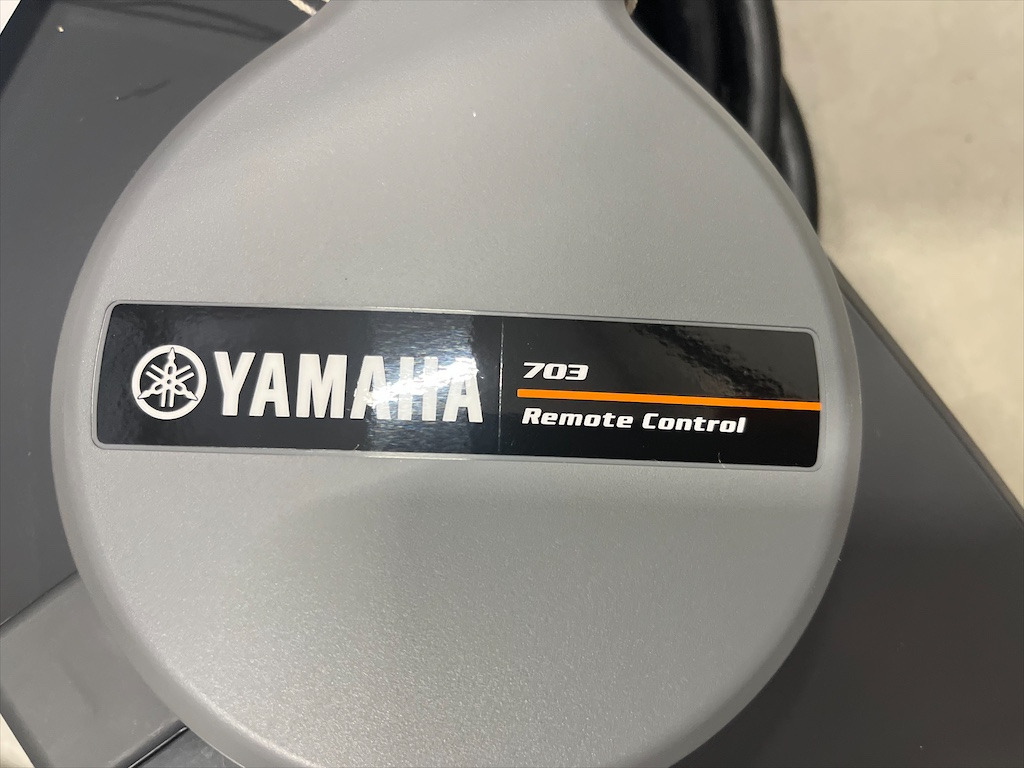 YAMAHA
703
Remote Control